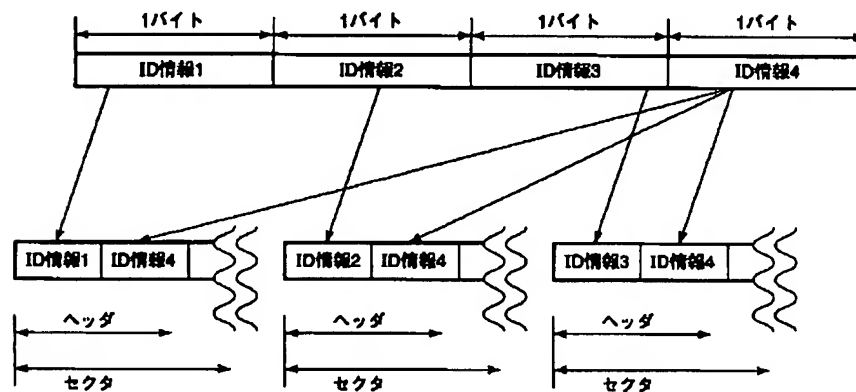 1バイト 1バイト 1バイト 1バイト
ID情報1 ID情報2 ID情報3 ID情報4
ID情報1 ID情報4 ID情報2 ID情報4 ID情報3 ID情報4
ヘッダ ヘッダ ヘッダ
セクタ セクタ セクタ